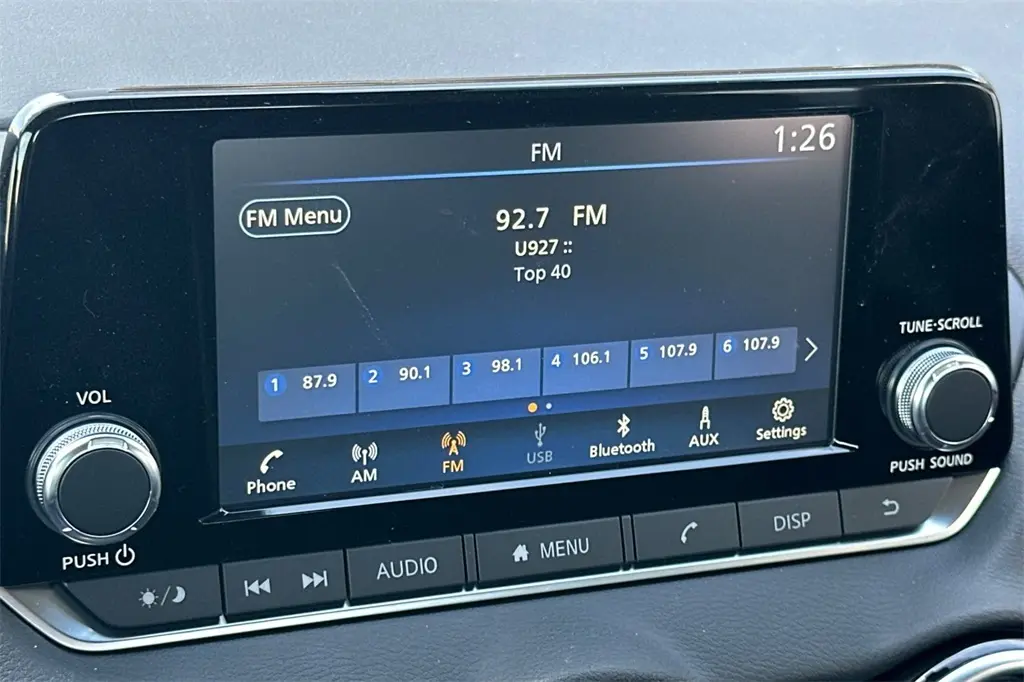 FM
1:26
FM Menu
92.7 FM
U927 ::
Top 40
1 87.9
2 90.1
3 98.1
4 106.1
5 107.9
6 107.9
Phone
AM
FM
USB
Bluetooth
AUX
Settings
VOL
PUSH
TUNE·SCROLL
PUSH SOUND
AUDIO
MENU
DISP